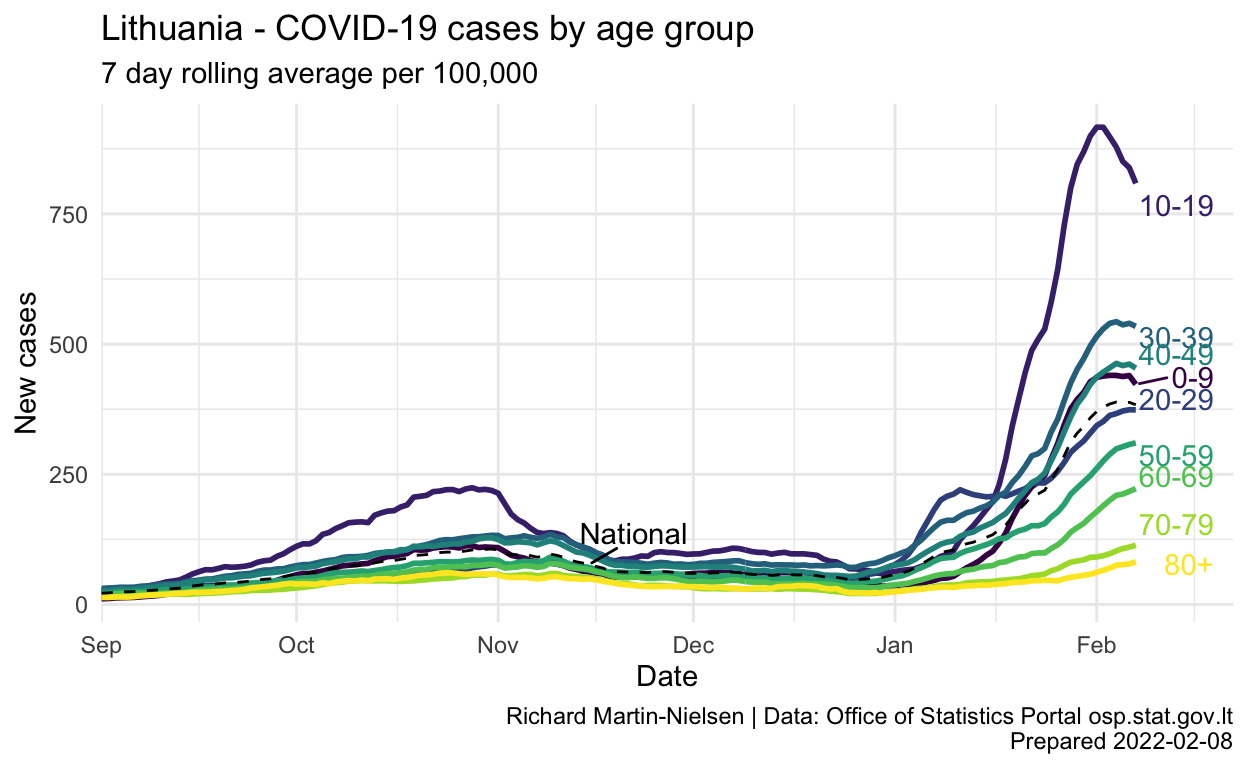 Lithuania - COVID-19 cases by age group
7 day rolling average per 100,000
New cases
750
500
250
0
10-19
30-39
40-49
0-9
20-29
50-59
60-69
70-79
80+
National
Sep Oct Nov Dec Jan Feb
Date
Richard Martin-Nielsen | Data: Office of Statistics Portal osp.stat.gov.lt
Prepared 2022-02-08